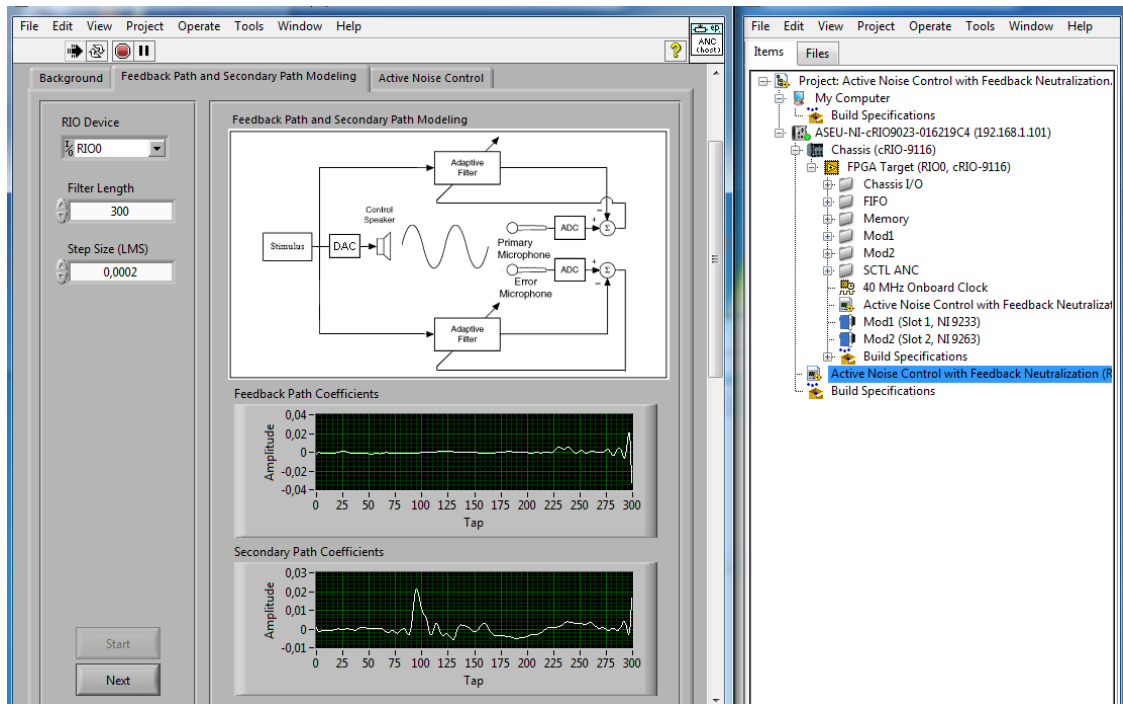 File Edit View Project Operate Tools Window Help
ep
ANC
(host)
Background Feedback Path and Secondary Path Modeling Active Noise Control
RIO Device
RIO0
Filter Length
300
Step Size (LMS)
0,0002
Start
Next
Feedback Path and Secondary Path Modeling
Adaptive
Filter
Control
Speaker
Stimulus
DAC
Primary
Microphone
ADC
+
−
Σ
Error
Microphone
ADC
+
−
Σ
Adaptive
Filter
Feedback Path Coefficients
Amplitude
0,04
0,02
0
-0,02
-0,04
0 25 50 75 100 125 150 175 200 225 250 275 300
Tap
Secondary Path Coefficients
Amplitude
0,03
0,02
0,01
0
-0,01
0 25 50 75 100 125 150 175 200 225 250 275 300
Tap
File Edit View Project Operate Tools Window Help
Items Files
Project: Active Noise Control with Feedback Neutralization.
My Computer
Build Specifications
ASEU-NI-cRIO9023-016219C4 (192.168.1.101)
Chassis (cRIO-9116)
FPGA Target (RIO0, cRIO-9116)
Chassis I/O
FIFO
Memory
Mod1
Mod2
SCTL ANC
40 MHz Onboard Clock
Active Noise Control with Feedback Neutralizat
Mod1 (Slot 1, NI 9233)
Mod2 (Slot 2, NI 9263)
Build Specifications
Active Noise Control with Feedback Neutralization (R
Build Specifications